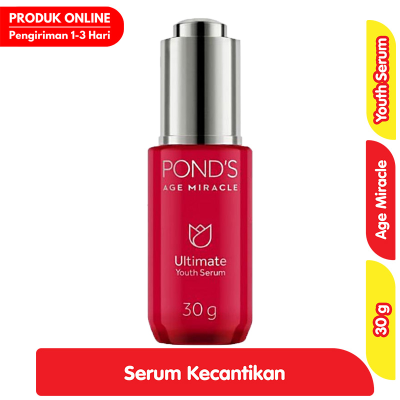 PRODUK ONLINE
Pengiriman 1-3 Hari
POND'S
AGE MIRACLE
Ultimate
Youth Serum
30 g
Youth Serum
Age Miracle
30 g
Serum Kecantikan